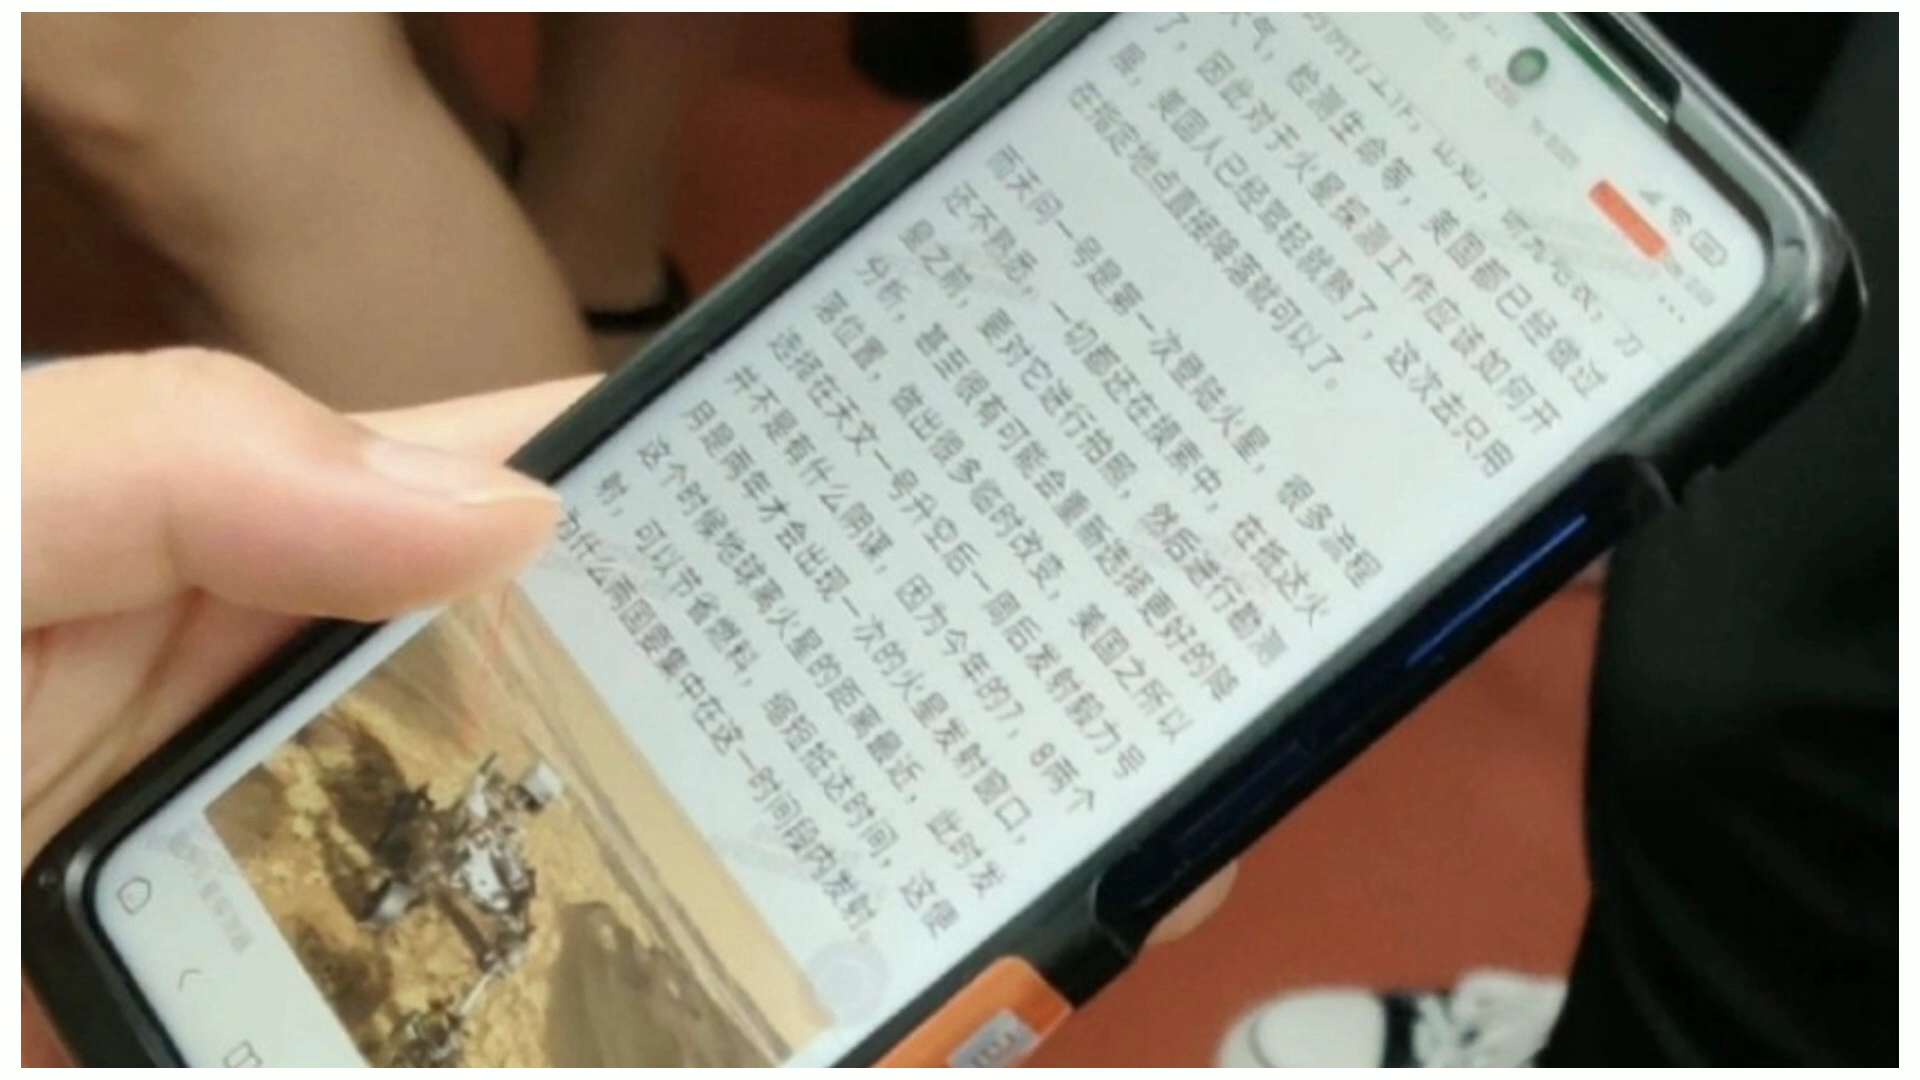 大气，检测生命等，美国都已经做过
了，因此对于火星探测工作应该如何开
展，美国人已经驾轻就熟了，这次去只用
在指定地点直接降落就可以了。
而天问一号是第一次登陆火星，很多流程
还不熟悉，一切都还在摸索中，在抵达火
星之前，要对它进行拍照，然后进行勘测
分析，甚至很有可能会重新选择更好的降
落位置，做出很多临时改变，美国之所以
选择在天文一号升空后一周后发射毅力号
并不是有什么阴谋，因为今年的7，8两个
月是两年才会出现一次的火星发射窗口，
这个时候地球离火星的距离最近，此时发
射，可以节省燃料，缩短抵达时间，这便
为什么两国要集中在这一时间段内发射。